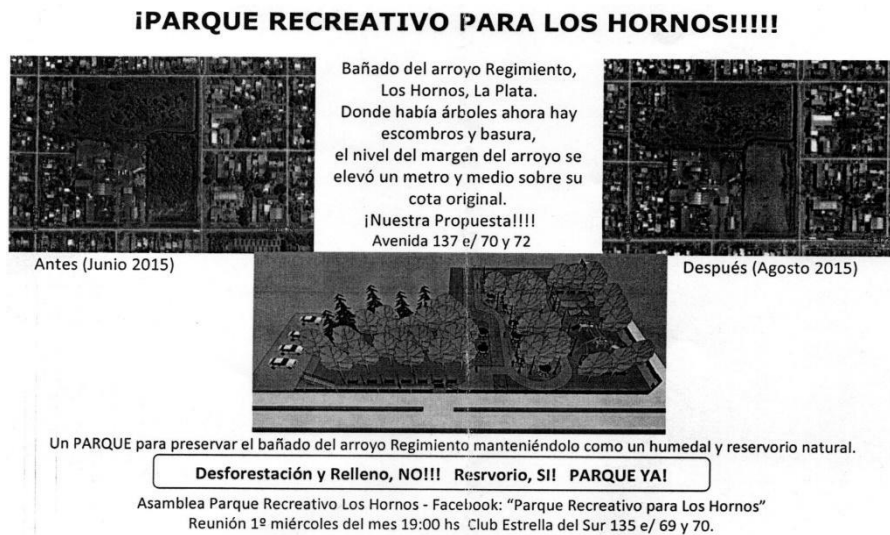 ¡PARQUE RECREATIVO PARA LOS HORNOS!!!!!
Bañado del arroyo Regimiento,
Los Hornos, La Plata.
Donde había árboles ahora hay
escombros y basura,
el nivel del margen del arroyo se
elevó un metro y medio sobre su
cota original.
¡Nuestra Propuesta!!!!
Avenida 137 e/ 70 y 72
Antes (Junio 2015)
Después (Agosto 2015)
Un PARQUE para preservar el bañado del arroyo Regimiento manteniéndolo como un humedal y reservorio natural.
Desforestación y Relleno, NO!!! Resrvorio, SI! PARQUE YA!
Asamblea Parque Recreativo Los Hornos - Facebook: “Parque Recreativo para Los Hornos”
Reunión 1º miércoles del mes 19:00 hs Club Estrella del Sur 135 e/ 69 y 70.